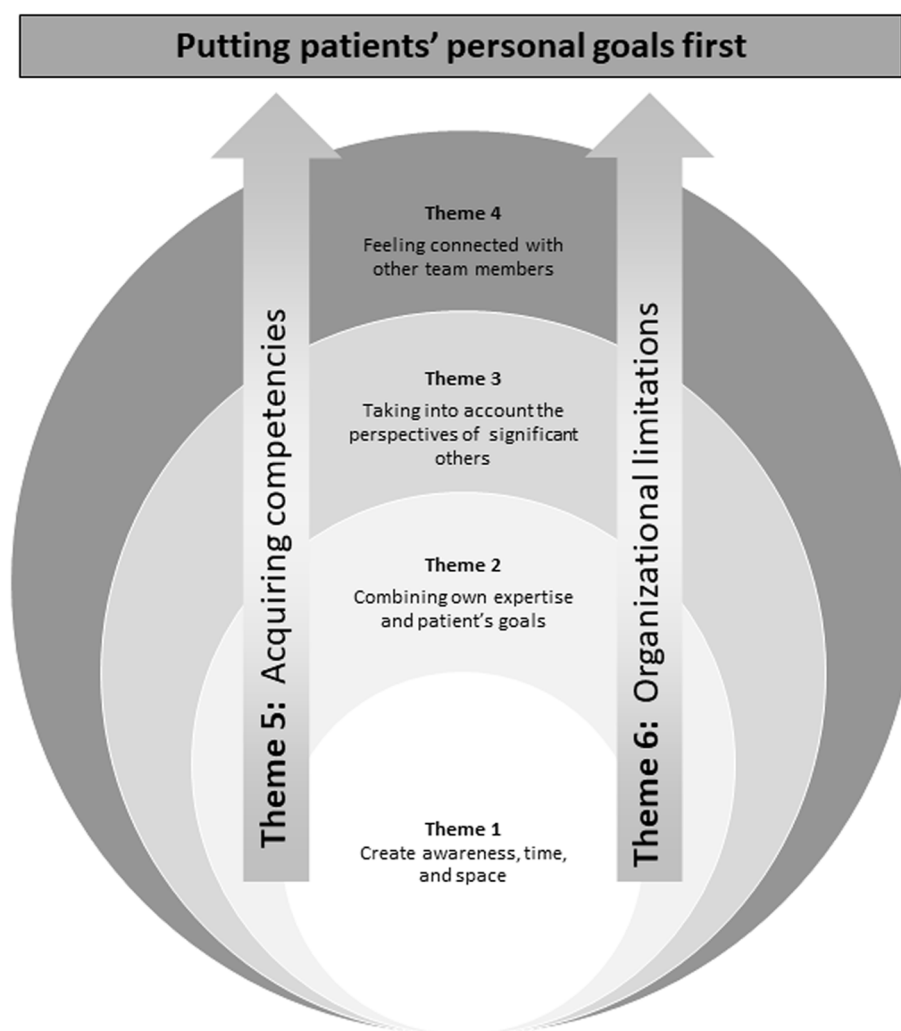 Putting patients’ personal goals first
Theme 4
Feeling connected with
other team members
Theme 3
Taking into account the
perspectives of significant
others
Theme 2
Combining own expertise
and patient’s goals
Theme 1
Create awareness, time,
and space
Theme 5: Acquiring competencies
Theme 6: Organizational limitations